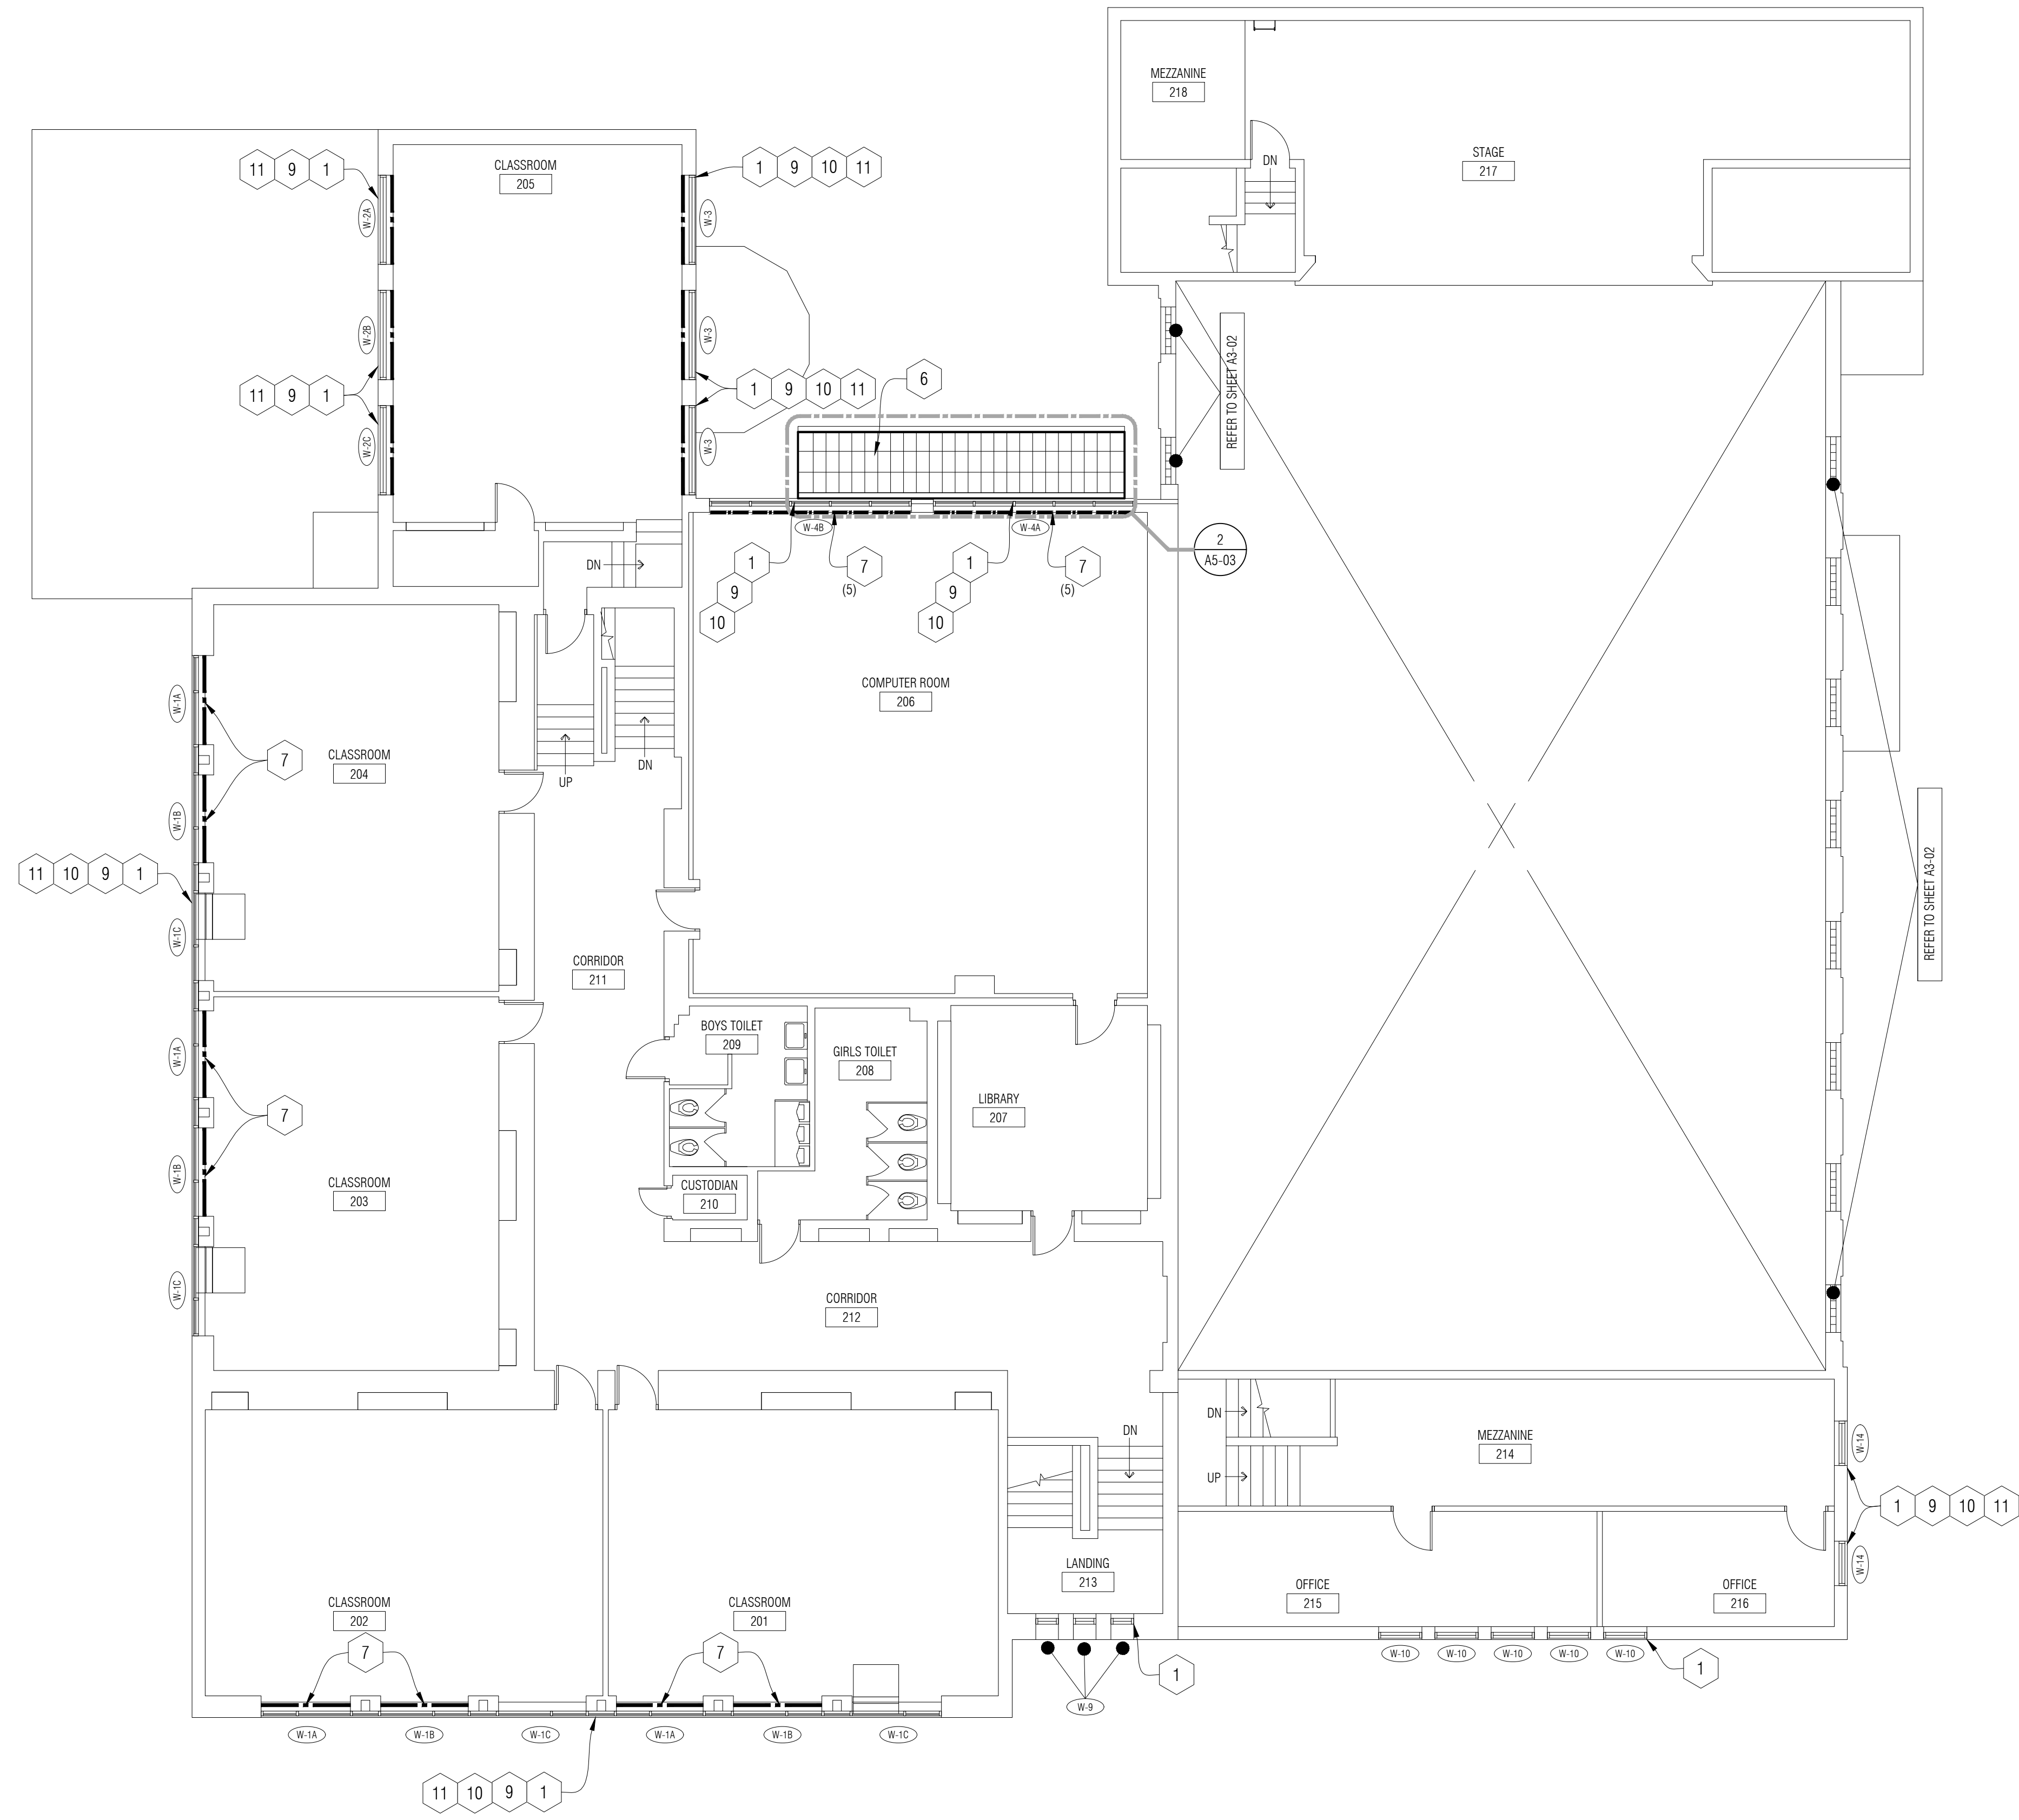 MEZZANINE
218
STAGE
217
DN
CLASSROOM
205
11 9 1
1 9 10 11
W-2A
W-3
W-2B
W-3
11 9 1
1 9 10 11
6
W-2C
W-3
REFER TO SHEET A3-02
W-4B
W-4A
2
A5-03
DN
1
9
10
7
(5)
1
9
10
7
(5)
COMPUTER ROOM
206
W-1A
7
CLASSROOM
204
UP
DN
W-1B
11 10 9 1
W-1C
CORRIDOR
211
REFER TO SHEET A3-02
BOYS TOILET
209
GIRLS TOILET
208
LIBRARY
207
W-1A
7
W-1B
CLASSROOM
203
CUSTODIAN
210
W-1C
CORRIDOR
212
DN
DN
UP
MEZZANINE
214
W-14
1 9 10 11
W-14
LANDING
213
OFFICE
215
OFFICE
216
CLASSROOM
202
CLASSROOM
201
7
7
1
W-10
W-10
W-10
W-10
W-10
1
W-9
W-1A
W-1B
W-1C
W-1A
W-1B
W-1C
11 10 9 1